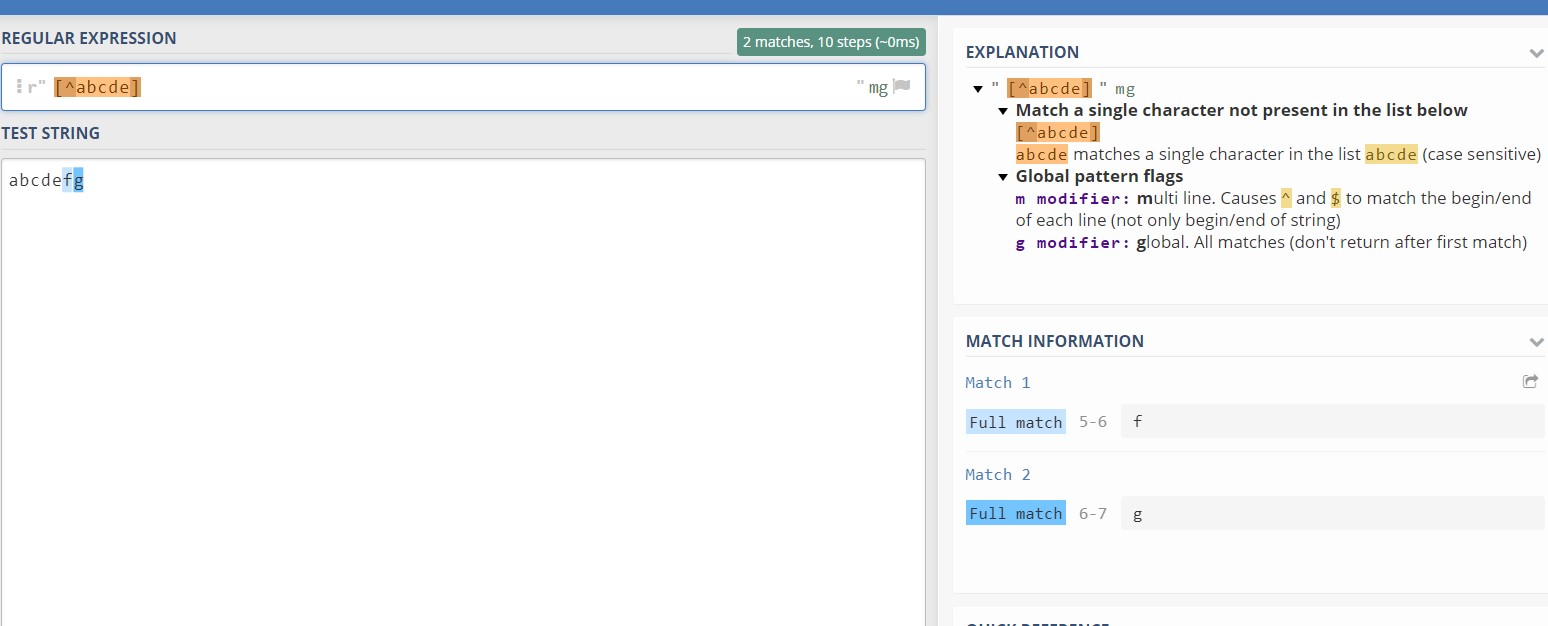 REGULAR EXPRESSION
2 matches, 10 steps (~0ms)
r" [^abcde] " mg
TEST STRING
abcdefg
EXPLANATION
" [^abcde] " mg
Match a single character not present in the list below
[^abcde]
abcde matches a single character in the list abcde (case sensitive)
Global pattern flags
m modifier: multi line. Causes ^ and $ to match the begin/end
of each line (not only begin/end of string)
g modifier: global. All matches (don't return after first match)
MATCH INFORMATION
Match 1
Full match 5-6 f
Match 2
Full match 6-7 g
QUICK REFERENCE